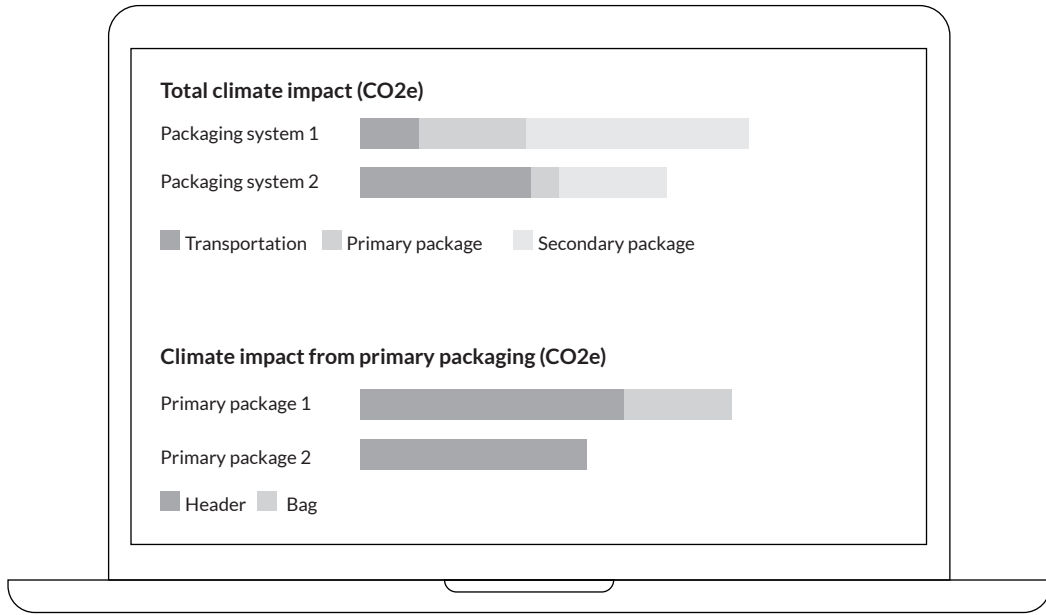 Total climate impact (CO2e)
Packaging system 1
Packaging system 2
Transportation Primary package Secondary package
Climate impact from primary packaging (CO2e)
Primary package 1
Primary package 2
Header Bag